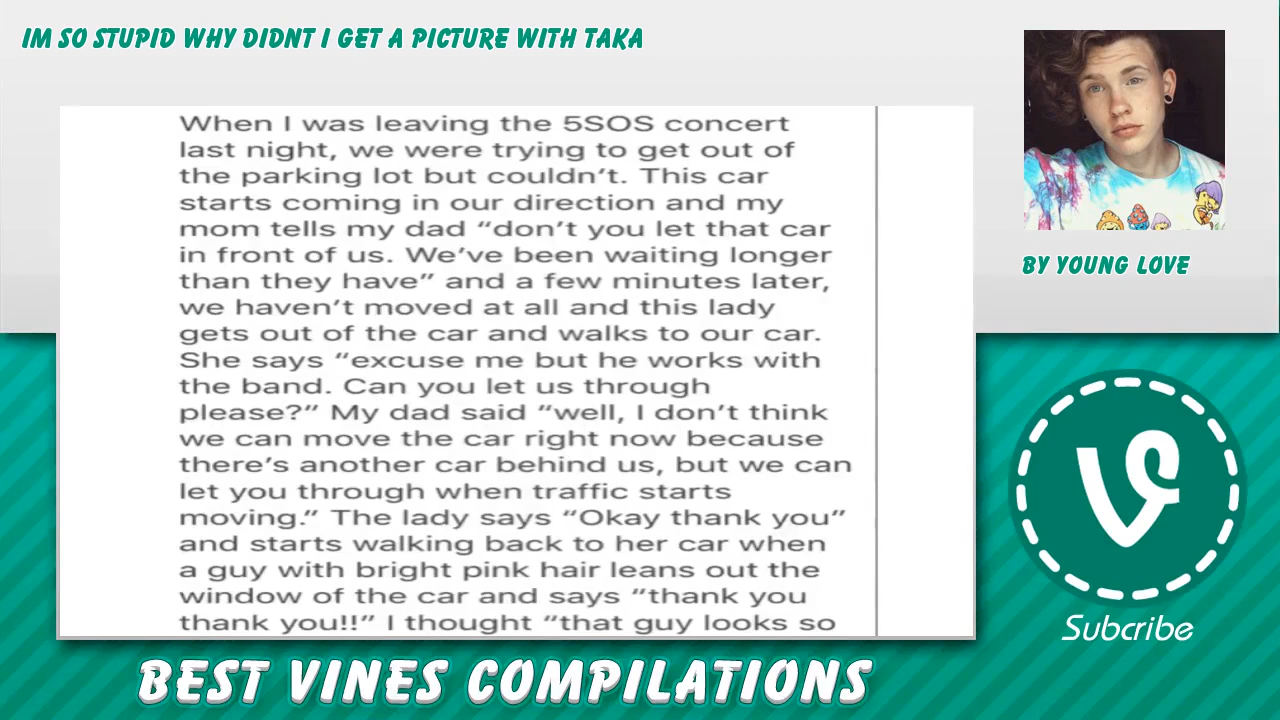 IM SO STUPID WHY DIDNT I GET A PICTURE WITH TAKA
When I was leaving the 5SOS concert
last night, we were trying to get out of
the parking lot but couldn't. This car
starts coming in our direction and my
mom tells my dad “don't you let that car
in front of us. We've been waiting longer
than they have” and a few minutes later,
we haven't moved at all and this lady
gets out of the car and walks to our car.
She says “excuse me but he works with
the band. Can you let us through
please?” My dad said “well, I don't think
we can move the car right now because
there's another car behind us, but we can
let you through when traffic starts
moving.” The lady says “Okay thank you”
and starts walking back to her car when
a guy with bright pink hair leans out the
window of the car and says “thank you
thank you!!” I thought “that guy looks so
BY YOUNG LOVE
Subcribe
BEST VINES COMPILATIONS